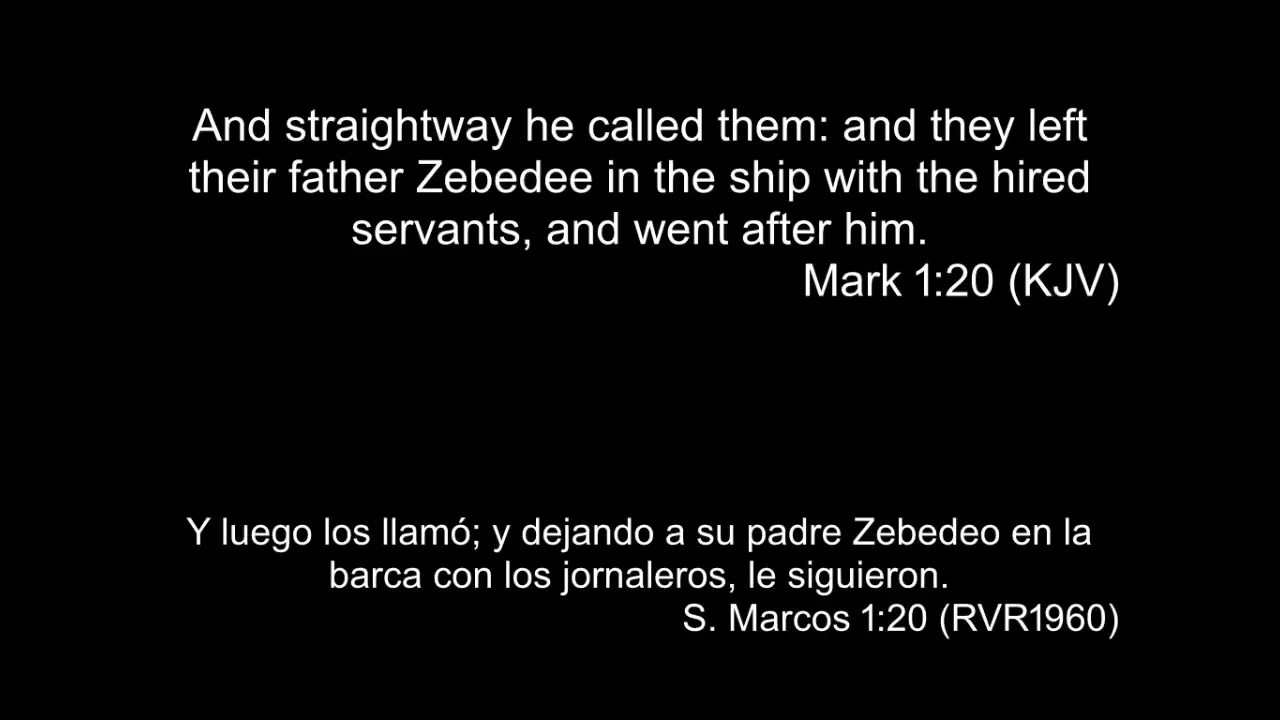 And straightway he called them: and they left
their father Zebedee in the ship with the hired
servants, and went after him.
Mark 1:20 (KJV)
Y luego los llamó; y dejando a su padre Zebedeo en la
barca con los jornaleros, le siguieron.
S. Marcos 1:20 (RVR1960)